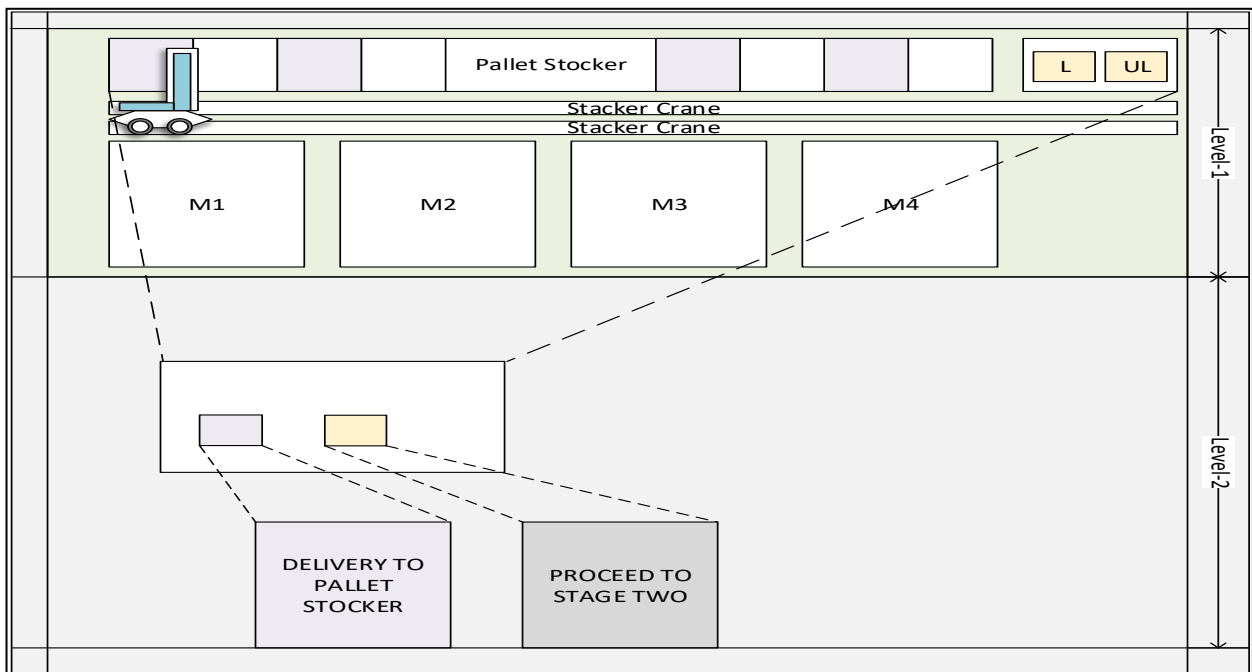 Pallet Stocker
L
UL
Stacker Crane
Stacker Crane
Level-1
M1
M2
M3
M4
Level-2
DELIVERY TO
PALLET
STOCKER
PROCEED TO
STAGE TWO